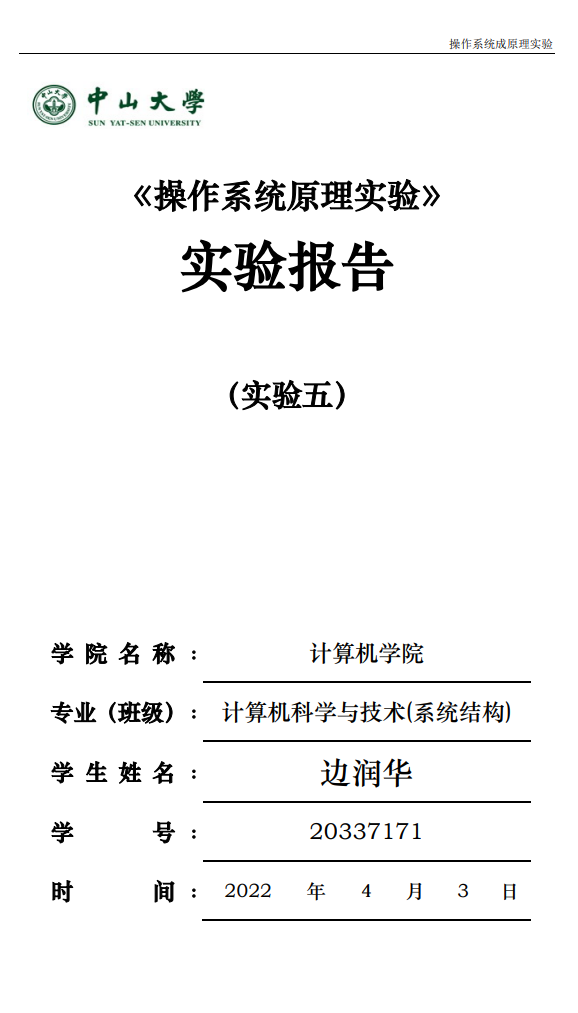 操作系统成原理实验
中山大學
SUN YAT-SEN UNIVERSITY
《操作系统原理实验》
实验报告
（实验五）
学院名称：计算机学院
专业（班级）：计算机科学与技术(系统结构)
学生姓名：边润华
学号：20337171
时间：2022 年 4 月 3 日